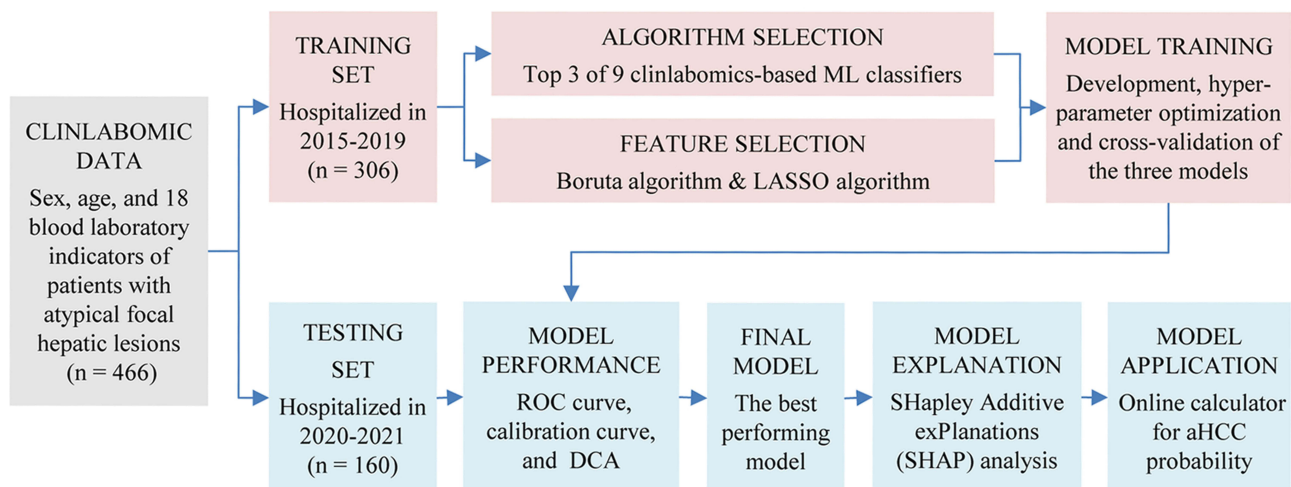 CLINLABOMIC
DATA
Sex, age, and 18
blood laboratory
indicators of
patients with
atypical focal
hepatic lesions
(n = 466)
TRAINING
SET
Hospitalized in
2015-2019
(n = 306)
ALGORITHM SELECTION
Top 3 of 9 clinlabomics-based ML classifiers
FEATURE SELECTION
Boruta algorithm & LASSO algorithm
MODEL TRAINING
Development, hyper-
parameter optimization
and cross-validation of
the three models
TESTING
SET
Hospitalized in
2020-2021
(n = 160)
MODEL
PERFORMANCE
ROC curve,
calibration curve,
and DCA
FINAL
MODEL
The best
performing
model
MODEL
EXPLANATION
SHapley Additive
exPlanations
(SHAP) analysis
MODEL
APPLICATION
Online calculator
for aHCC
probability